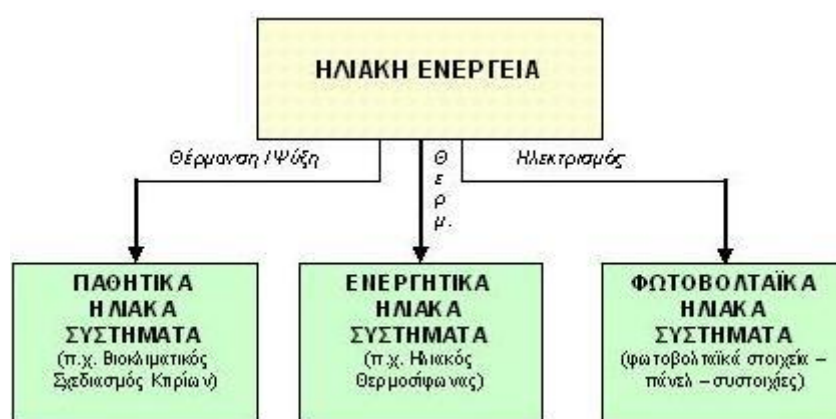 ΗΛΙΑΚΗ ΕΝΕΡΓΕΙΑ
Θέρμανση / Ψύξη
Θερμ.
Ηλεκτρισμός
ΠΑΘΗΤΙΚΑ
ΗΛΙΑΚΑ
ΣΥΣΤΗΜΑΤΑ
(π.χ. Βιοκλιματικός
Σχεδιασμός Κτιρίων)
ΕΝΕΡΓΗΤΙΚΑ
ΗΛΙΑΚΑ
ΣΥΣΤΗΜΑΤΑ
(π.χ. Ηλιακός
Θερμοσίφωνας)
ΦΩΤΟΒΟΛΤΑΪΚΑ
ΗΛΙΑΚΑ
ΣΥΣΤΗΜΑΤΑ
(φωτοβολταϊκά στοιχεία –
πάνελ – συστοιχίες)